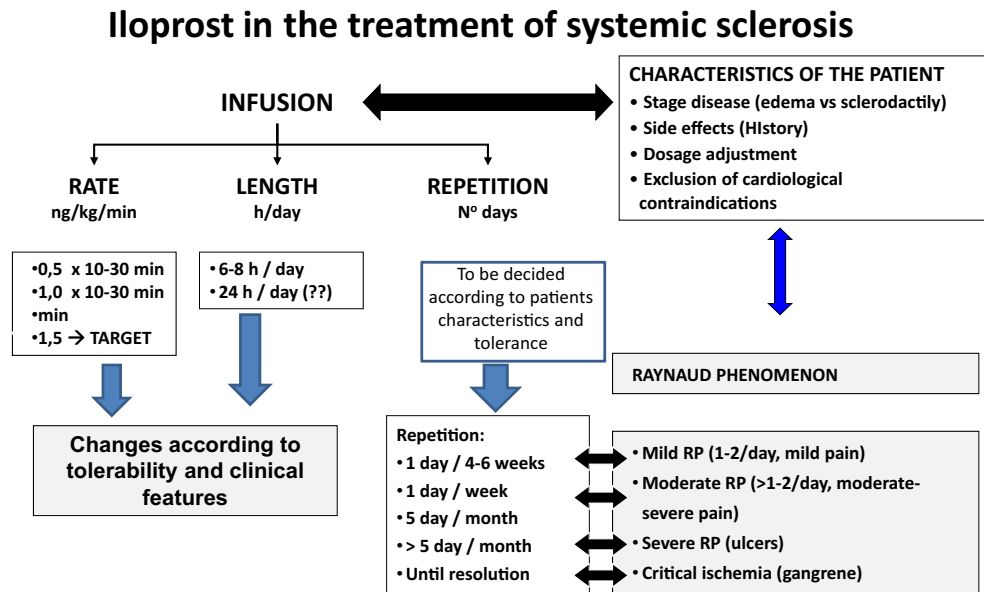 Iloprost in the treatment of systemic sclerosis
INFUSION
CHARACTERISTICS OF THE PATIENT
• Stage disease (edema vs sclerodactily)
• Side effects (HIstory)
• Dosage adjustment
• Exclusion of cardiological
contraindications
RATE
ng/kg/min
LENGTH
h/day
REPETITION
N° days
•0,5 x 10-30 min
•1,0 x 10-30 min
•min
•1,5 → TARGET
•6-8 h / day
•24 h / day (??)
To be decided
according to patients
characteristics and
tolerance
RAYNAUD PHENOMENON
Changes according to
tolerability and clinical
features
Repetition:
•1 day / 4-6 weeks
•1 day / week
•5 day / month
•> 5 day / month
•Until resolution
• Mild RP (1-2/day, mild pain)
• Moderate RP (>1-2/day, moderate-
severe pain)
• Severe RP (ulcers)
• Critical ischemia (gangrene)